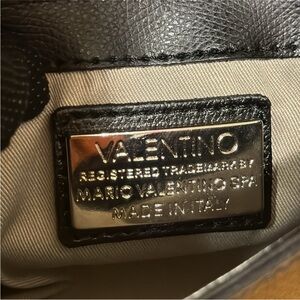 VALENTINO
REGISTERED TRADEMARK BY
MARIO VALENTINO SPA
MADE IN ITALY